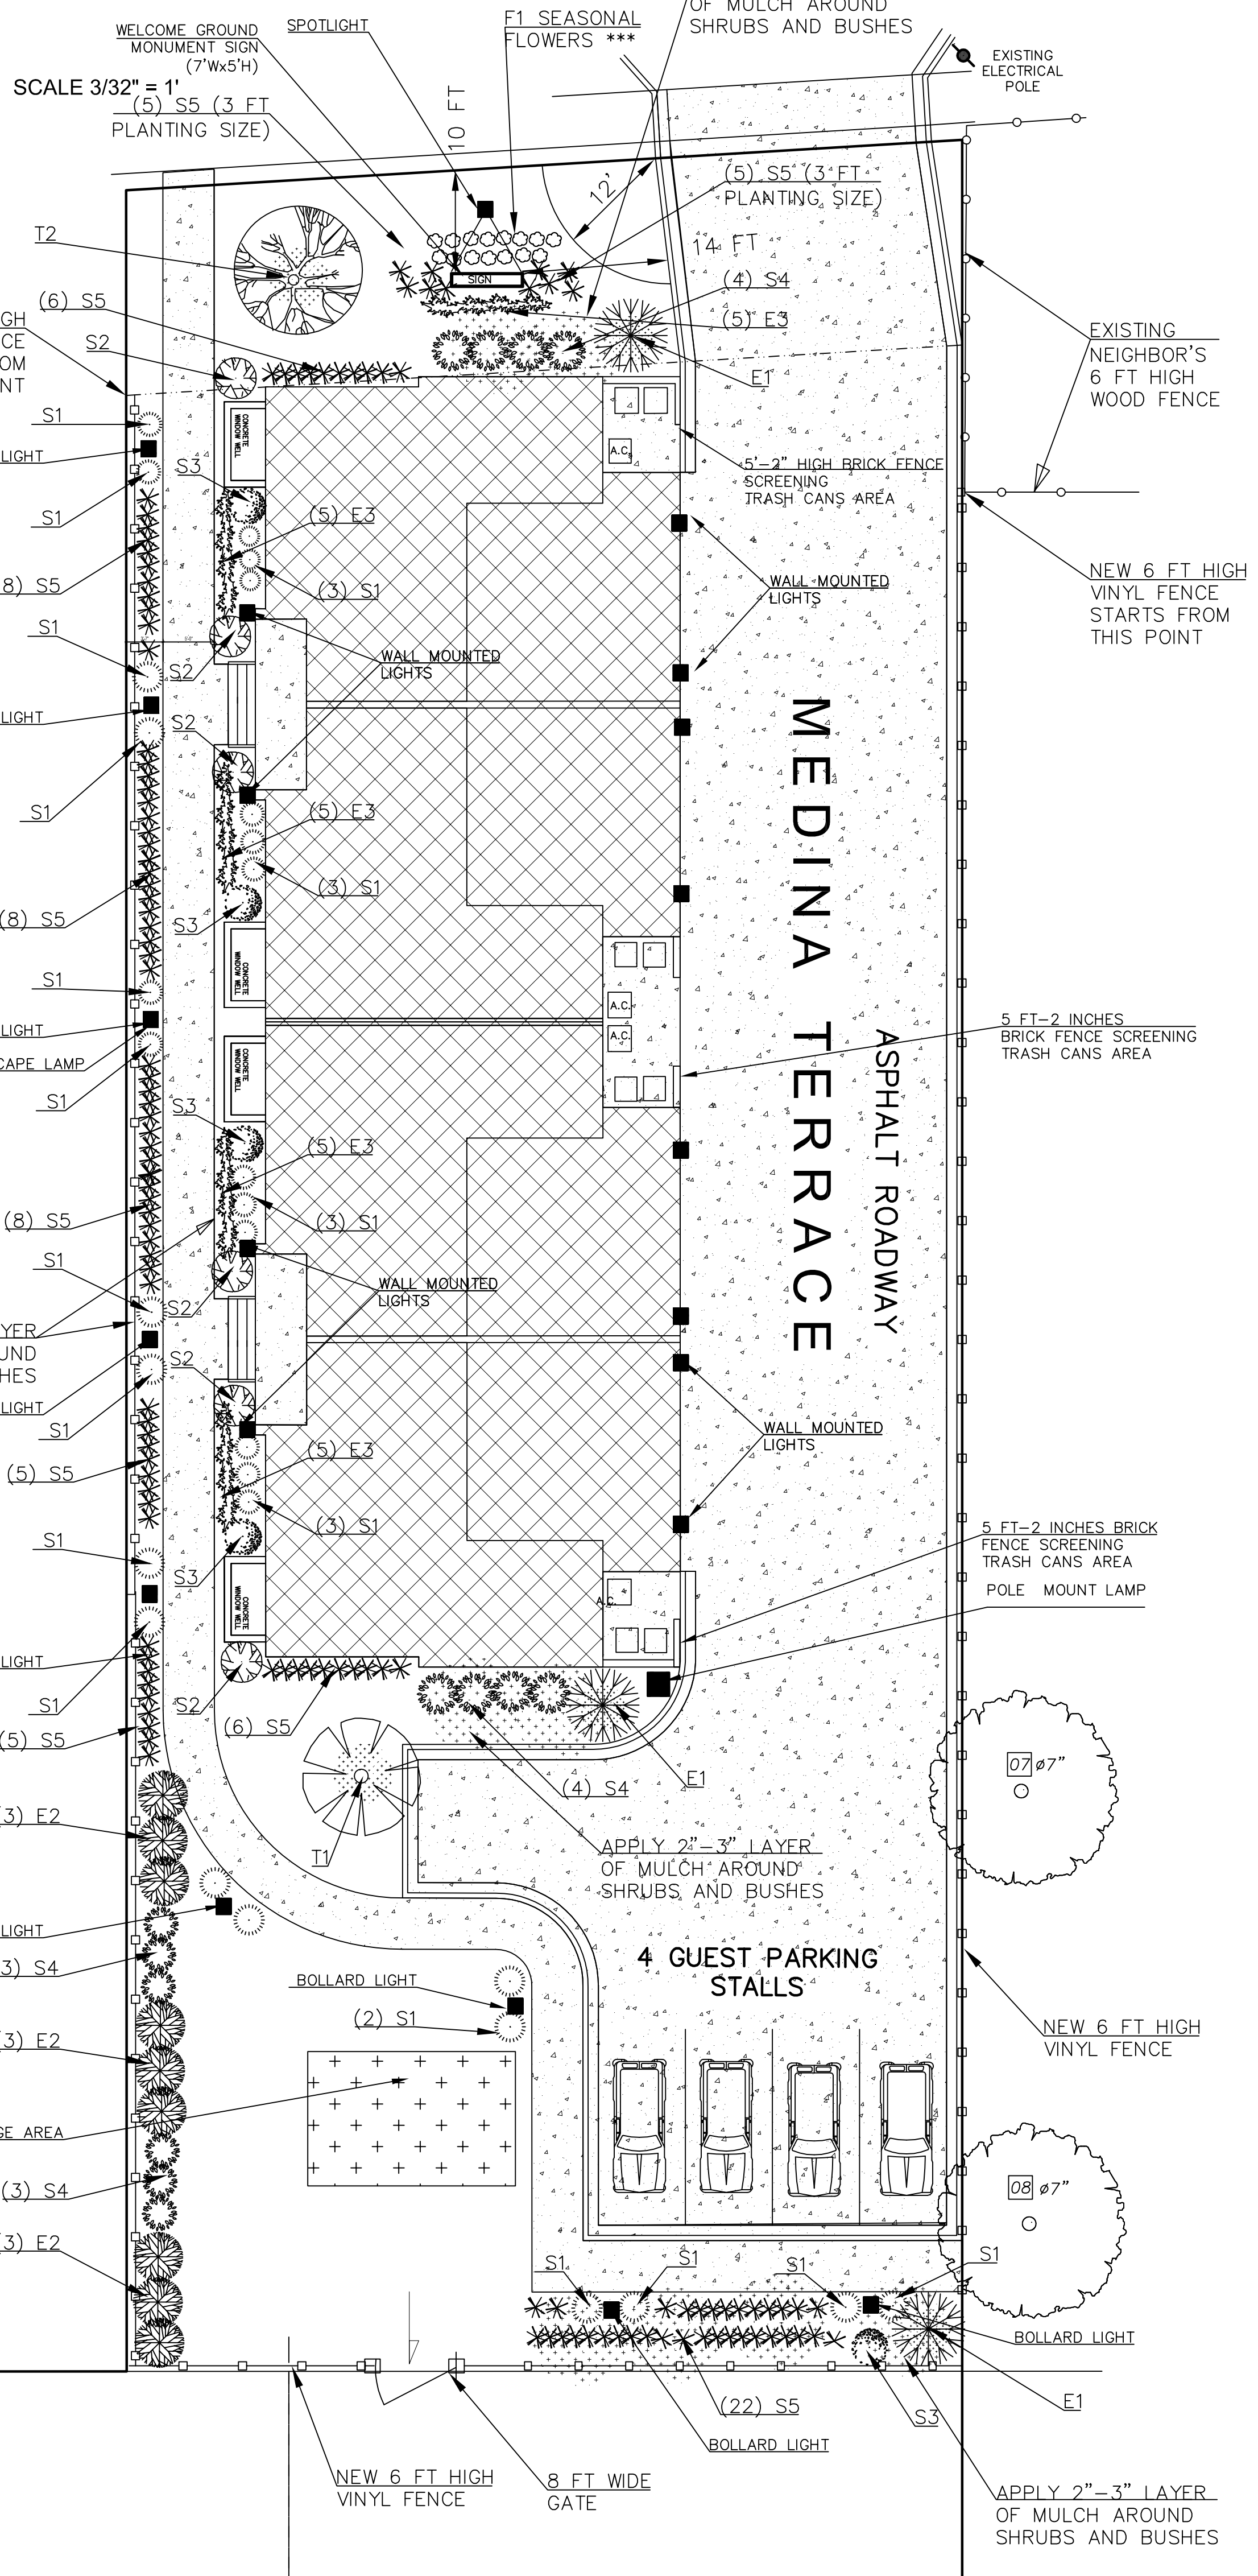 OF MULCH AROUND
SHRUBS AND BUSHES
F1 SEASONAL
FLOWERS ***
SPOTLIGHT
WELCOME GROUND
MONUMENT SIGN
(7'Wx5'H)
EXISTING
ELECTRICAL
POLE
SCALE 3/32" = 1'
(5) S5 (3 FT
PLANTING SIZE)
10 FT
12'
(5) S5 (3 FT
PLANTING SIZE)
T2
14 FT
SIGN
(4) S4
(6) S5
(5) E3
S2
E1
EXISTING
NEIGHBOR'S
6 FT HIGH
WOOD FENCE
S1
CONCRETE
WINDOW WELL
A.C.
LIGHT
S3
5'-2" HIGH BRICK FENCE
SCREENING
TRASH CANS AREA
S1
(5) E3
8) S5
(3) S1
WALL MOUNTED
LIGHTS
NEW 6 FT HIGH
VINYL FENCE
STARTS FROM
THIS POINT
S1
S2
WALL MOUNTED
LIGHTS
LIGHT
S2
S1
(5) E3
(3) S1
(8) S5
S3
MEDINA TERRACE
ASPHALT ROADWAY
CONCRETE
WINDOW WELL
S1
A.C.
LIGHT
A.C.
5 FT-2 INCHES
BRICK FENCE SCREENING
TRASH CANS AREA
CAPE LAMP
CONCRETE
WINDOW WELL
S1
S3
(5) E3
(8) S5
(3) S1
S1
WALL MOUNTED
LIGHTS
S2
YER
UND
HES
S2
LIGHT
S1
WALL MOUNTED
LIGHTS
(5) E3
(5) S5
(3) S1
S1
5 FT-2 INCHES BRICK
FENCE SCREENING
TRASH CANS AREA
S3
CONCRETE
WINDOW WELL
A.C.
POLE MOUNT LAMP
LIGHT
S1
S2
(6) S5
(5) S5
07 ø7"
(4) S4
E1
3) E2
T1
APPLY 2"-3" LAYER
OF MULCH AROUND
SHRUBS AND BUSHES
LIGHT
4 GUEST PARKING
STALLS
3) S4
BOLLARD LIGHT
(2) S1
NEW 6 FT HIGH
VINYL FENCE
3) E2
GE AREA
08 ø7"
(3) S4
3) E2
S1
S1
S1
S1
BOLLARD LIGHT
E1
(22) S5
S3
BOLLARD LIGHT
NEW 6 FT HIGH
VINYL FENCE
8 FT WIDE
GATE
APPLY 2"-3" LAYER
OF MULCH AROUND
SHRUBS AND BUSHES